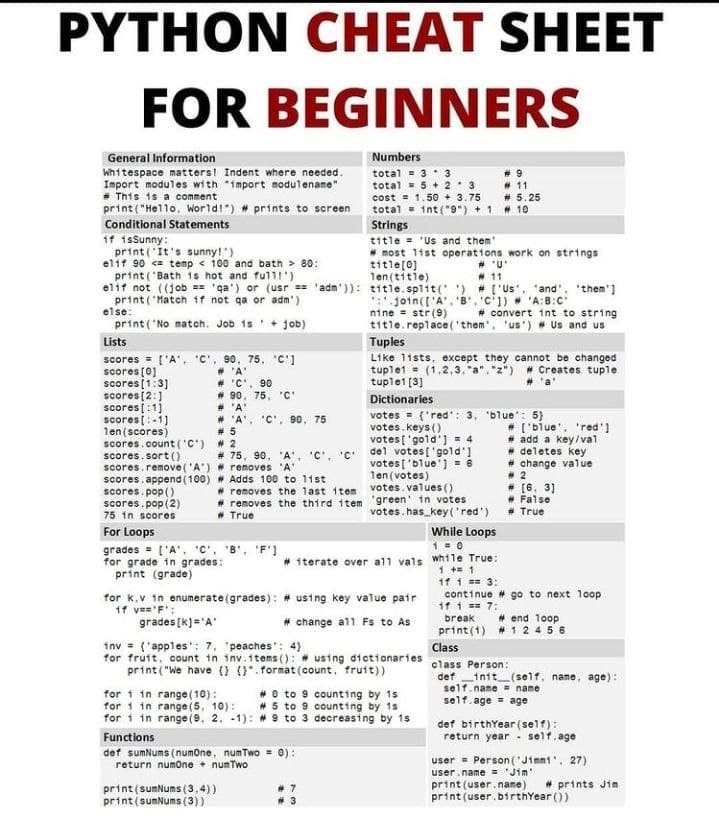 PYTHON CHEAT SHEET
FOR BEGINNERS
General Information
Whitespace matters! Indent where needed.
Import modules with "import modulename"
# This is a comment
print("Hello, World!") # prints to screen
Conditional Statements
if isSunny:
print('It's sunny!')
elif 90 <= temp < 100 and bath > 80:
print('Bath is hot and full!')
elif not ((job == 'qa') or (usr == 'adm')):
print('Match if not qa or adm')
else:
print('No match. Job is ' + job)
Lists
scores = ['A', 'C', 90, 75, 'C']
scores[0] # 'A'
scores[1:3] # 'C', 90
scores[2:] # 90, 75, 'C'
scores[:1] # 'A'
scores[:-1] # 'A', 'C', 90, 75
len(scores) # 5
scores.count('C') # 2
scores.sort() # 75, 90, 'A', 'C', 'C'
scores.remove('A') # removes 'A'
scores.append(100) # Adds 100 to list
scores.pop() # removes the last item
scores.pop(2) # removes the third item
75 in scores # True
Numbers
total = 3 * 3 # 9
total = 5 + 2 * 3 # 11
cost = 1.50 + 3.75 # 5.25
total = int("9") + 1 # 10
Strings
title = 'Us and them'
# most list operations work on strings
title[0] # 'U'
len(title) # 11
title.split(' ') # ['Us', 'and', 'them']
':'.join(['A','B','C']) # 'A:B:C'
nine = str(9) # convert int to string
title.replace('them', 'us') # Us and us
Tuples
Like lists, except they cannot be changed
tuple1 = (1,2,3,"a","z") # Creates tuple
tuple1[3] # 'a'
Dictionaries
votes = {'red': 3, 'blue': 5}
votes.keys() # ['blue', 'red']
votes['gold'] = 4 # add a key/val
del votes['gold'] # deletes key
votes['blue'] = 6 # change value
len(votes) # 2
votes.values() # [6, 3]
'green' in votes # False
votes.has_key('red') # True
For Loops
grades = ['A', 'C', 'B', 'F']
for grade in grades: # iterate over all vals
print (grade)
for k,v in enumerate(grades): # using key value pair
if v=='F':
grades[k]='A' # change all Fs to As
inv = {'apples': 7, 'peaches': 4}
for fruit, count in inv.items(): # using dictionaries
print("We have {} {}".format(count, fruit))
for i in range(10): # 0 to 9 counting by 1s
for i in range(5, 10): # 5 to 9 counting by 1s
for i in range(9, 2, -1): # 9 to 3 decreasing by 1s
Functions
def sumNums(numOne, numTwo = 0):
return numOne + numTwo
print(sumNums(3,4)) # 7
print(sumNums(3)) # 3
While Loops
i = 0
while True:
i += 1
if i == 3:
continue # go to next loop
if i == 7:
break # end loop
print(i) # 1 2 4 5 6
Class
class Person:
def __init__(self, name, age):
self.name = name
self.age = age
def birthYear(self):
return year - self.age
user = Person('Jimmi', 27)
user.name = 'Jim'
print(user.name) # prints Jim
print(user.birthYear())